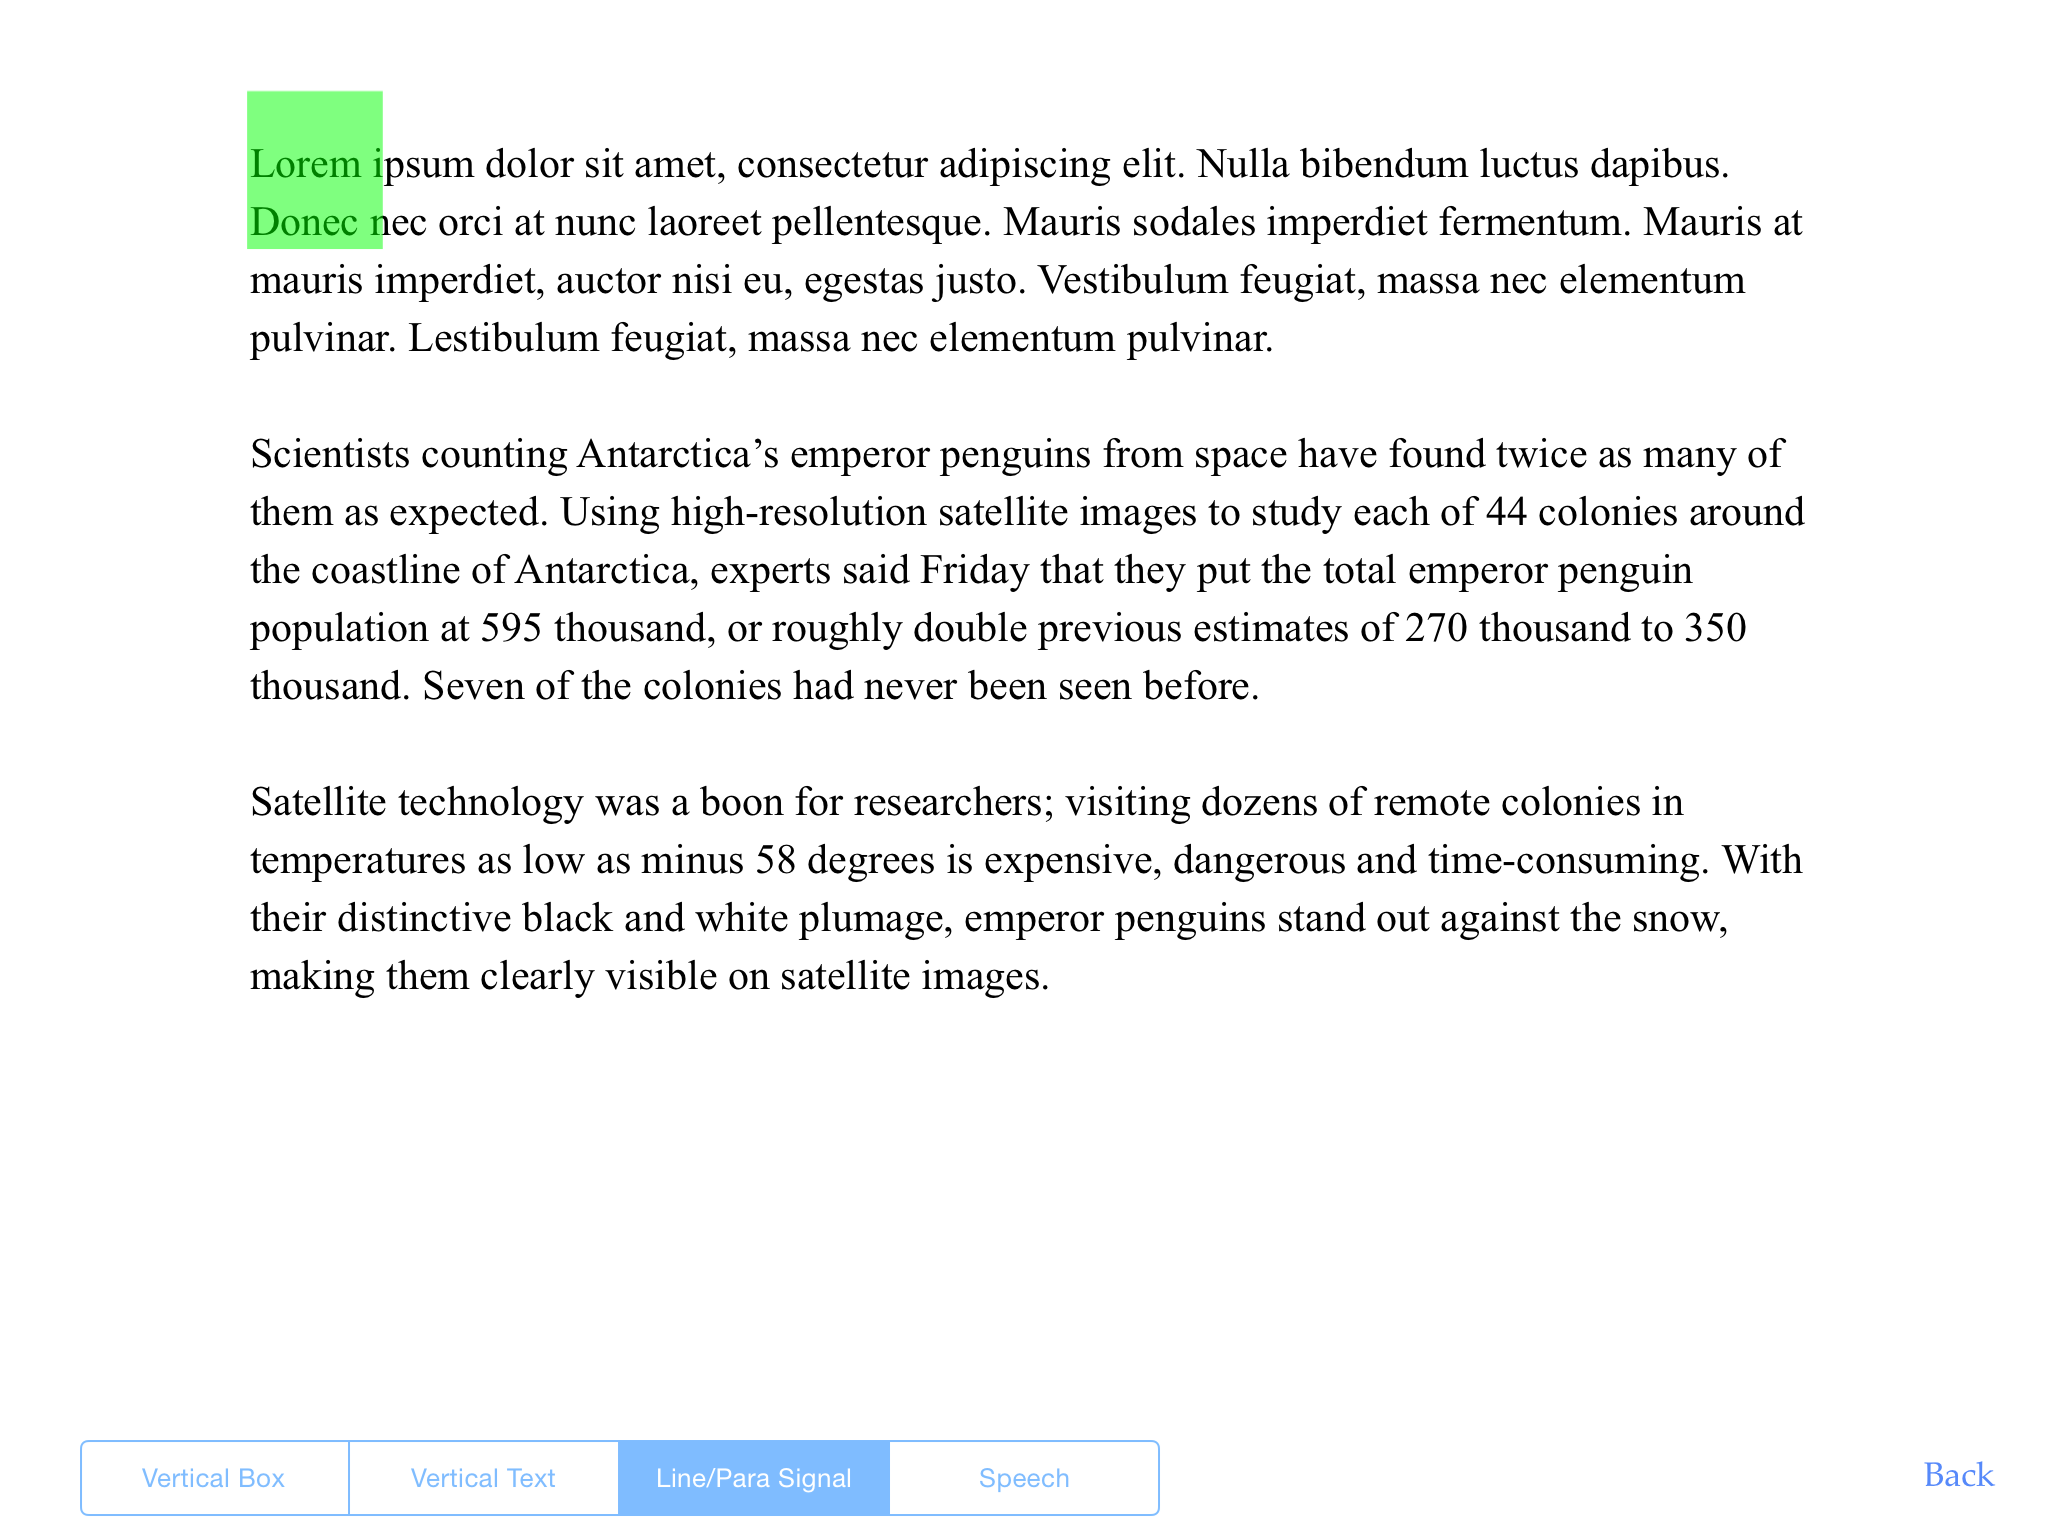 Lorem ipsum dolor sit amet, consectetur adipiscing elit. Nulla bibendum luctus dapibus.
Donec nec orci at nunc laoreet pellentesque. Mauris sodales imperdiet fermentum. Mauris at
mauris imperdiet, auctor nisi eu, egestas justo. Vestibulum feugiat, massa nec elementum
pulvinar. Lestibulum feugiat, massa nec elementum pulvinar.
Scientists counting Antarctica’s emperor penguins from space have found twice as many of
them as expected. Using high-resolution satellite images to study each of 44 colonies around
the coastline of Antarctica, experts said Friday that they put the total emperor penguin
population at 595 thousand, or roughly double previous estimates of 270 thousand to 350
thousand. Seven of the colonies had never been seen before.
Satellite technology was a boon for researchers; visiting dozens of remote colonies in
temperatures as low as minus 58 degrees is expensive, dangerous and time-consuming. With
their distinctive black and white plumage, emperor penguins stand out against the snow,
making them clearly visible on satellite images.
Vertical Box Vertical Text Line/Para Signal Speech Back